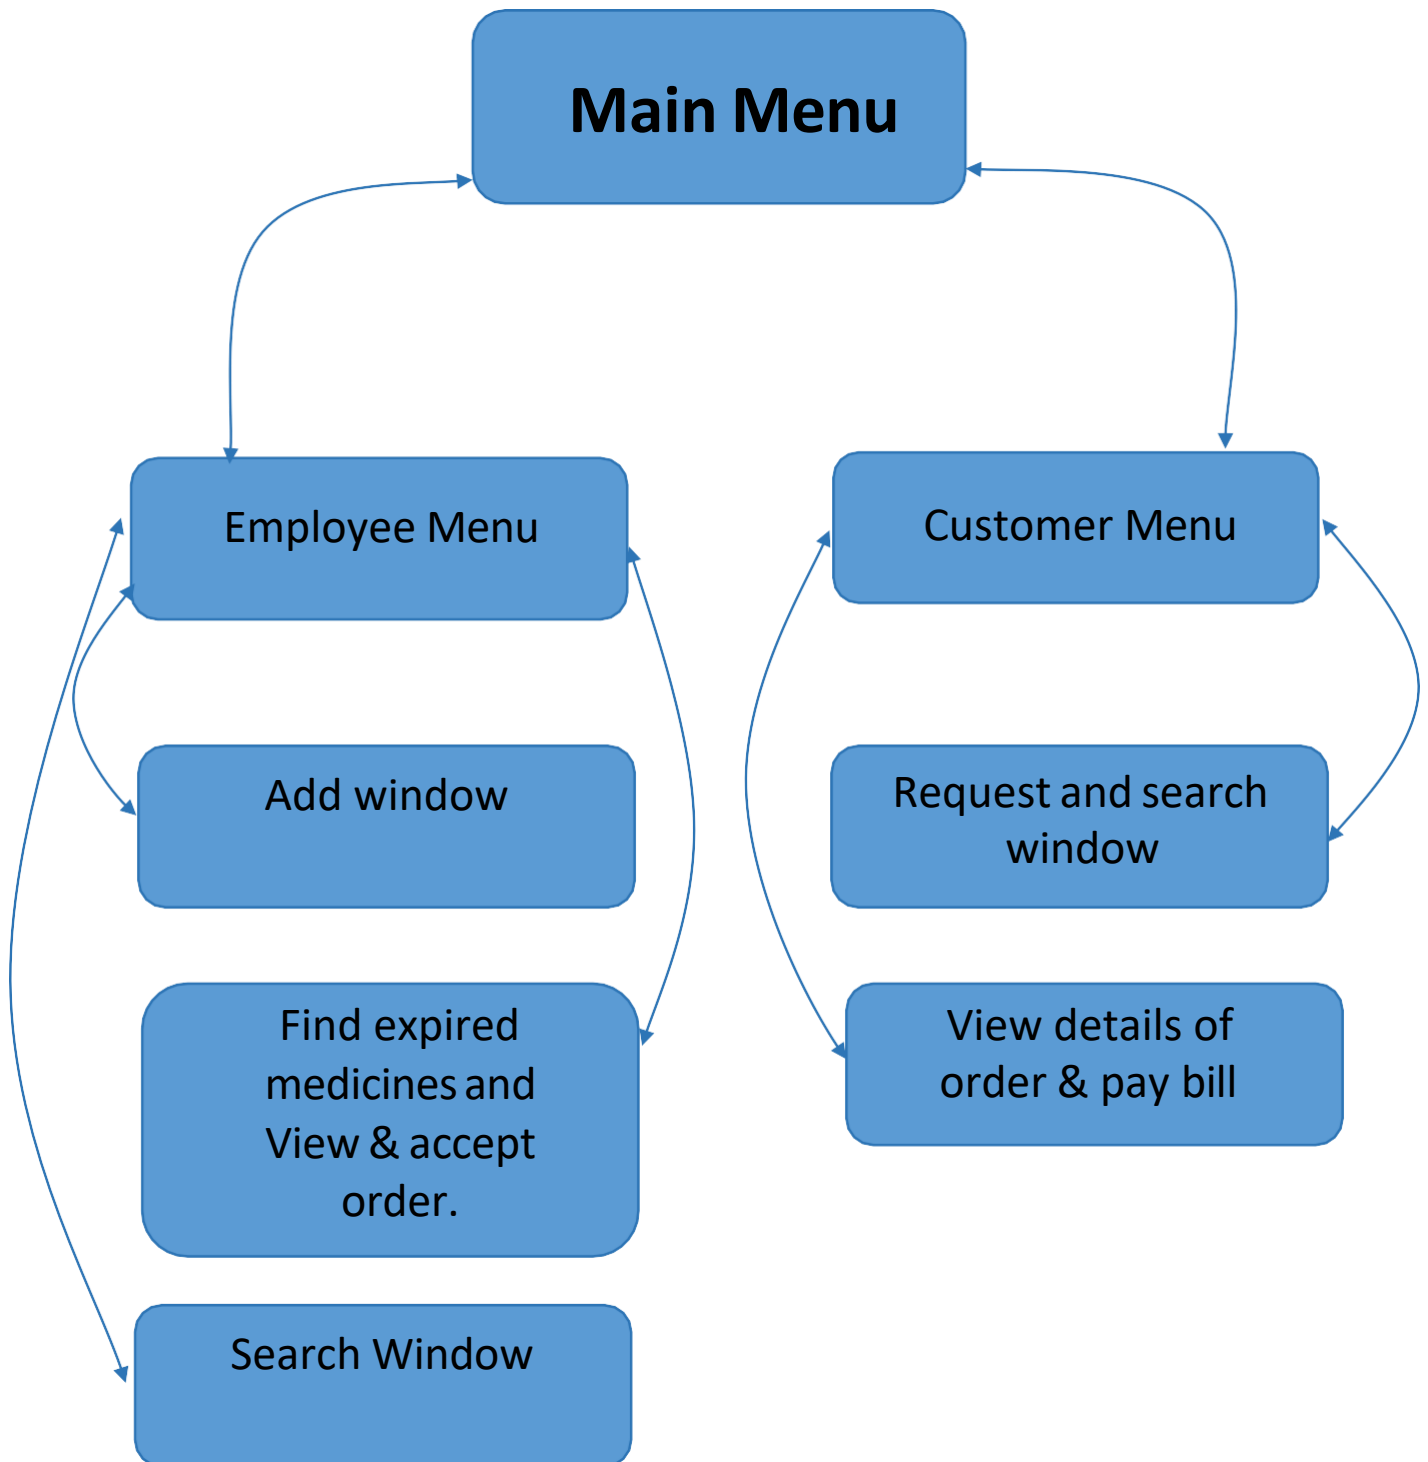 Main Menu
Employee Menu
Customer Menu
Add window
Request and search
window
Find expired
medicines and
View & accept
order.
View details of
order & pay bill
Search Window